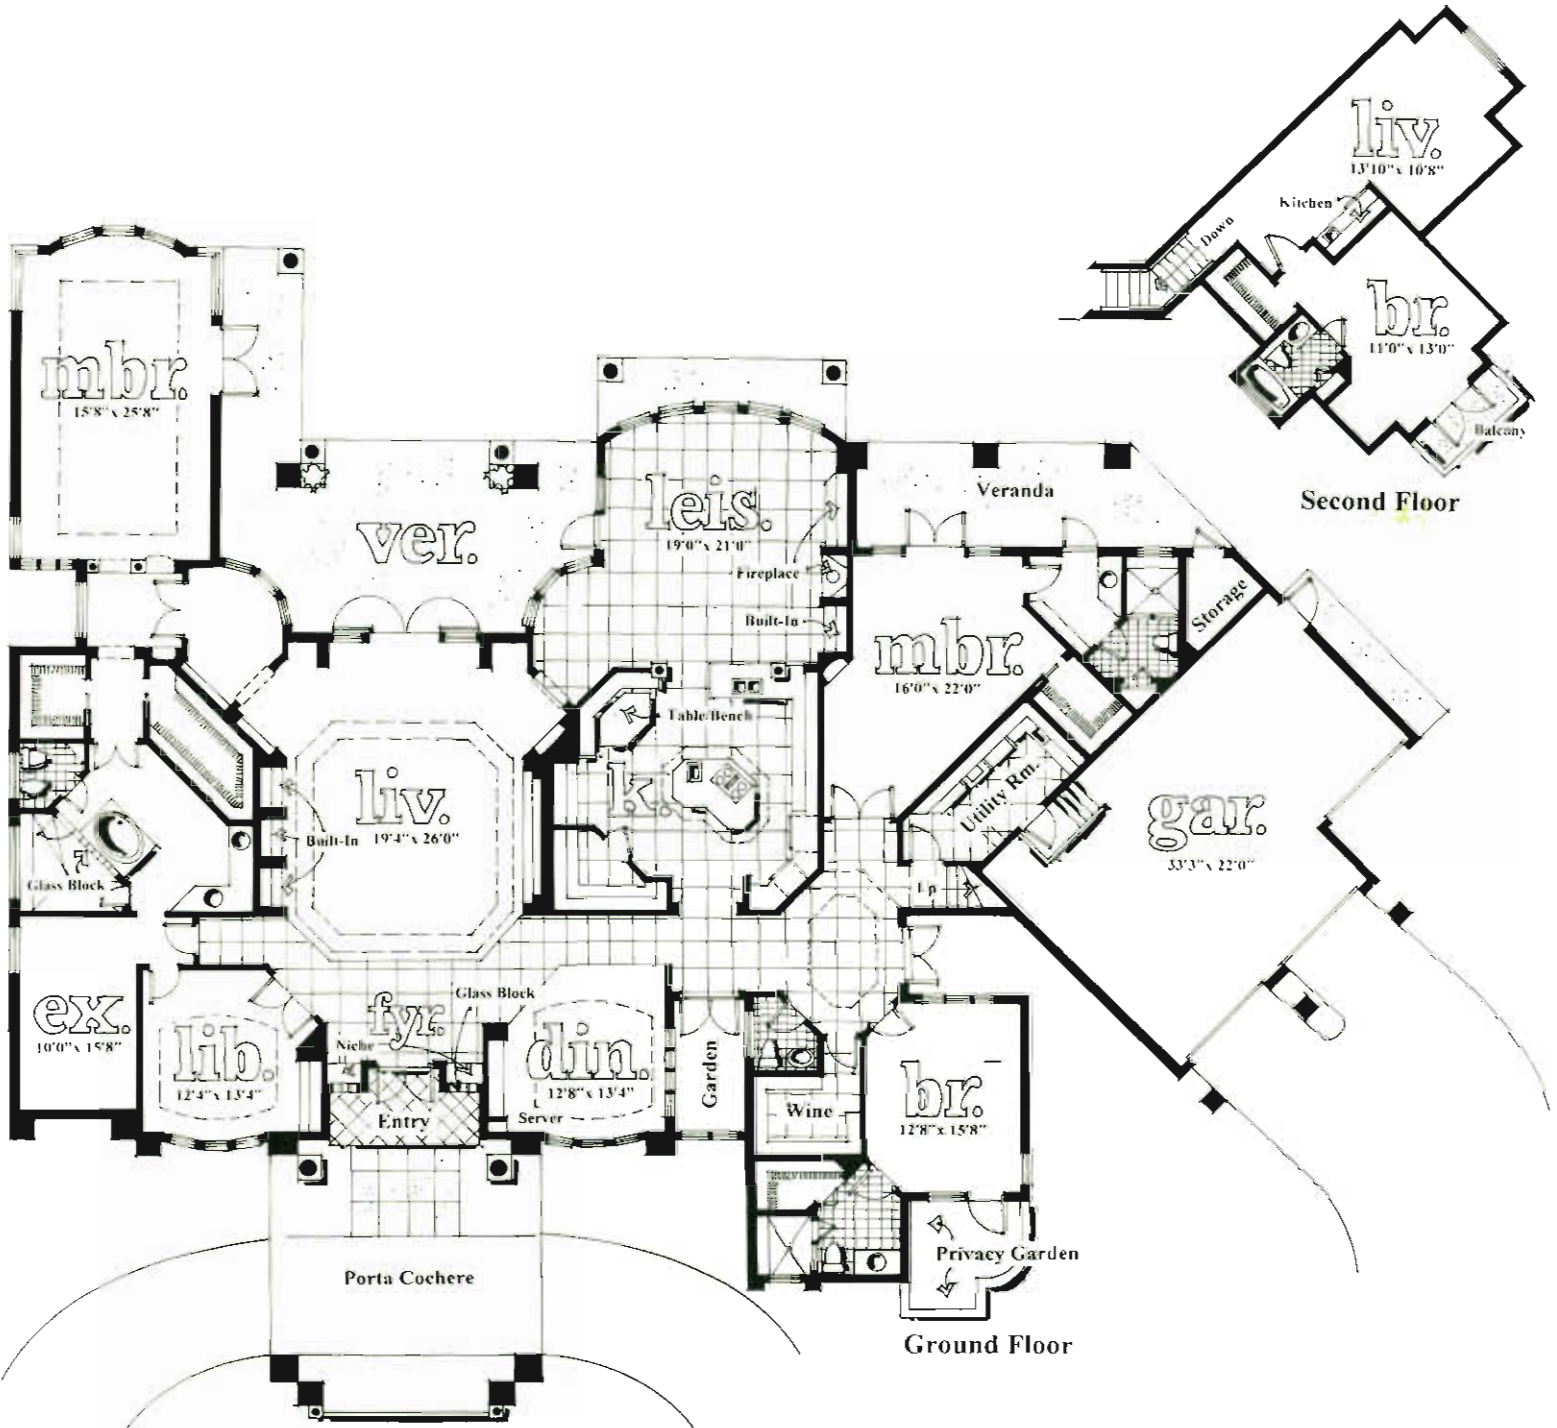 liv.
13'10" x 10'8"
Kitchen
Down
br.
11'0" x 13'0"
Balcony
Second Floor
mbr.
15'8" x 25'8"
ver.
leis.
19'0" x 21'0"
Fireplace
Built-In
Veranda
mbr.
16'0" x 22'0"
Storage
Table/Bench
k.
liv.
19'4" x 26'0"
Built-In
Utility Rm.
gar.
33'3" x 22'0"
Glass Block
Up
ex.
10'0" x 15'8"
lib.
12'4" x 13'4"
fyr.
Glass Block
Niche
din.
12'8" x 13'4"
Server
Entry
Garden
Wine
br.
12'8" x 15'8"
Privacy Garden
Porta Cochere
Ground Floor